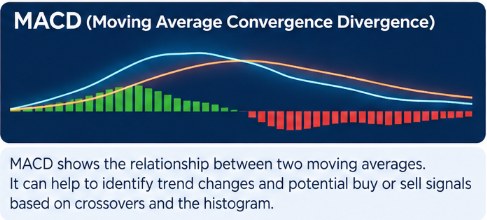 MACD (Moving Average Convergence Divergence)
MACD shows the relationship between two moving averages.
It can help to identify trend changes and potential buy or sell signals
based on crossovers and the histogram.